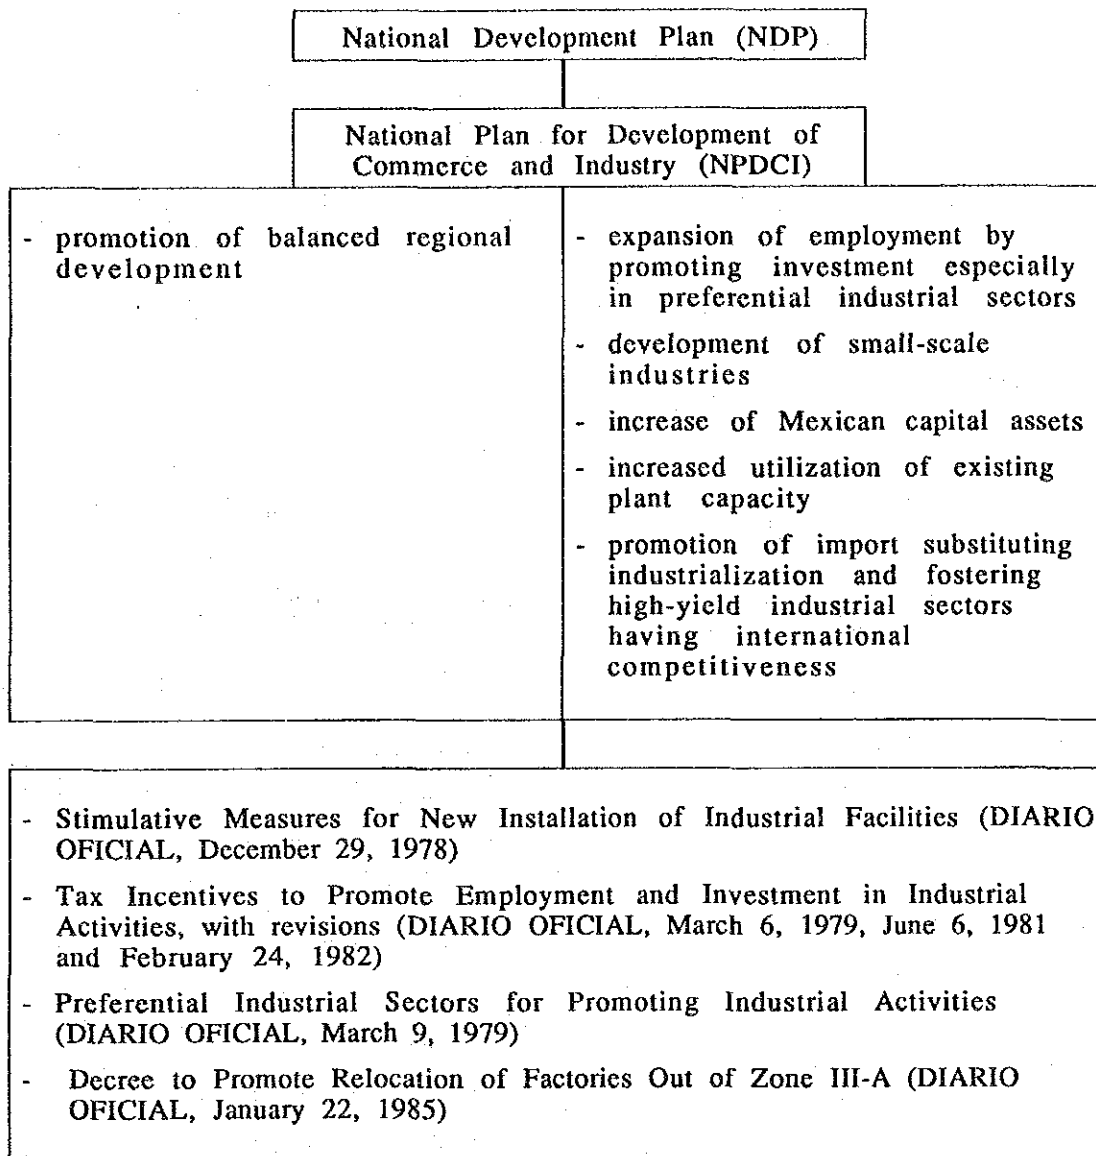 National Development Plan (NDP)
National Plan for Development of
Commerce and Industry (NPDCI)
- promotion of balanced regional
development
- expansion of employment by
promoting investment especially
in preferential industrial sectors
- development of small-scale
industries
- increase of Mexican capital assets
- increased utilization of existing
plant capacity
- promotion of import substituting
industrialization and fostering
high-yield industrial sectors
having international
competitiveness
- Stimulative Measures for New Installation of Industrial Facilities (DIARIO
OFICIAL, December 29, 1978)
- Tax Incentives to Promote Employment and Investment in Industrial
Activities, with revisions (DIARIO OFICIAL, March 6, 1979, June 6, 1981
and February 24, 1982)
- Preferential Industrial Sectors for Promoting Industrial Activities
(DIARIO OFICIAL, March 9, 1979)
- Decree to Promote Relocation of Factories Out of Zone III-A (DIARIO
OFICIAL, January 22, 1985)